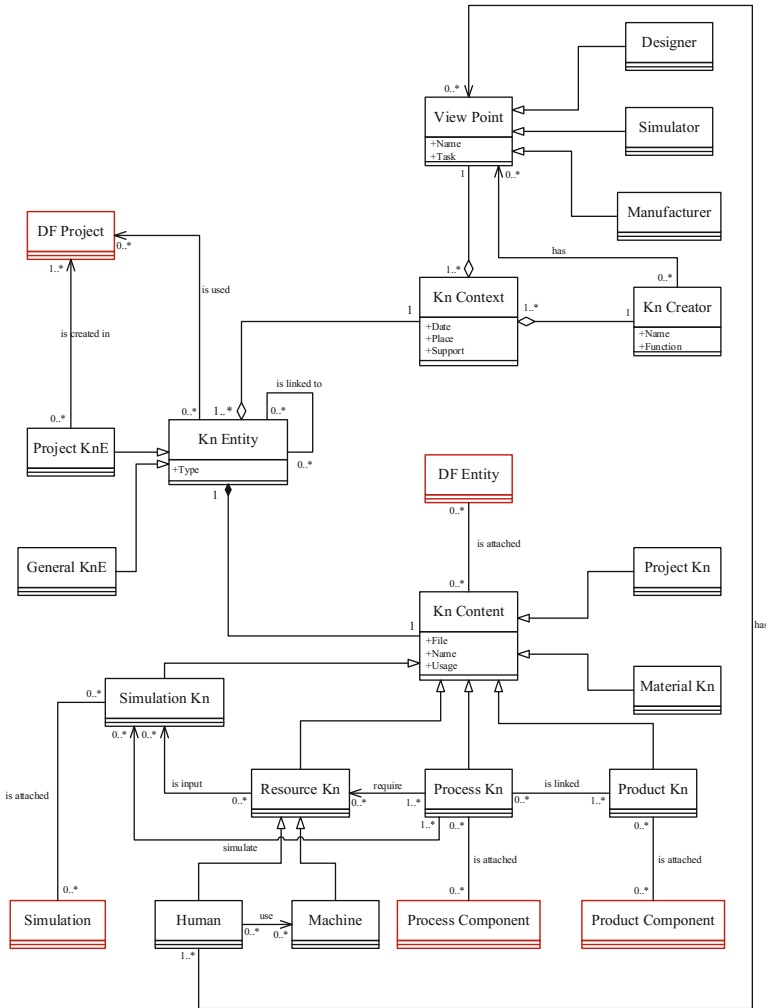 Designer
0..*
View Point
+Name
+Task
Simulator
1
0..*
Manufacturer
DF Project
0..*
1..*
has
is used
1..*
0..*
Kn Context
+Date
+Place
+Support
1
1..*
1
Kn Creator
+Name
+Function
is created in
is linked to
0..*
0..*
1..*
0..*
Project KnE
Kn Entity
+Type
0..*
1
DF Entity
0..*
is attached
General KnE
0..*
Project Kn
Kn Content
+File
+Name
+Usage
1
has
Simulation Kn
0..*
Material Kn
0..*
0..*
is attached
is input
Resource Kn
0..*
require
0..*
1..*
Process Kn
0..*
is linked
1..*
Product Kn
simulate
1..*
0..*
0..*
is attached
is attached
0..*
0..*
0..*
Simulation
Human
use
0..*
0..*
Machine
Process Component
Product Component
1..*